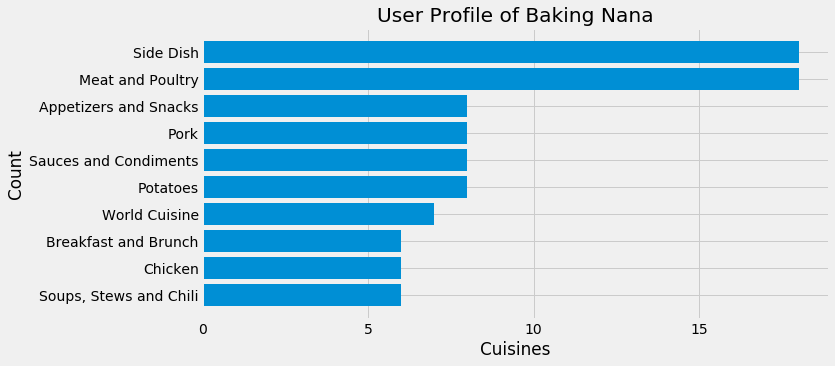 User Profile of Baking Nana
Count
Side Dish
Meat and Poultry
Appetizers and Snacks
Pork
Sauces and Condiments
Potatoes
World Cuisine
Breakfast and Brunch
Chicken
Soups, Stews and Chili
0 5 10 15
Cuisines